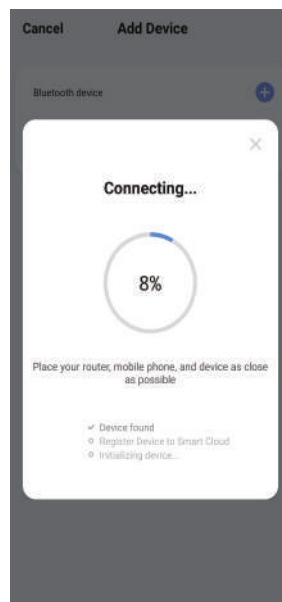 Cancel Add Device
Bluetooth device
Connecting...
8%
Place your router, mobile phone, and device as close
as possible
Device found
Register Device to Smart Cloud
Initializing device...